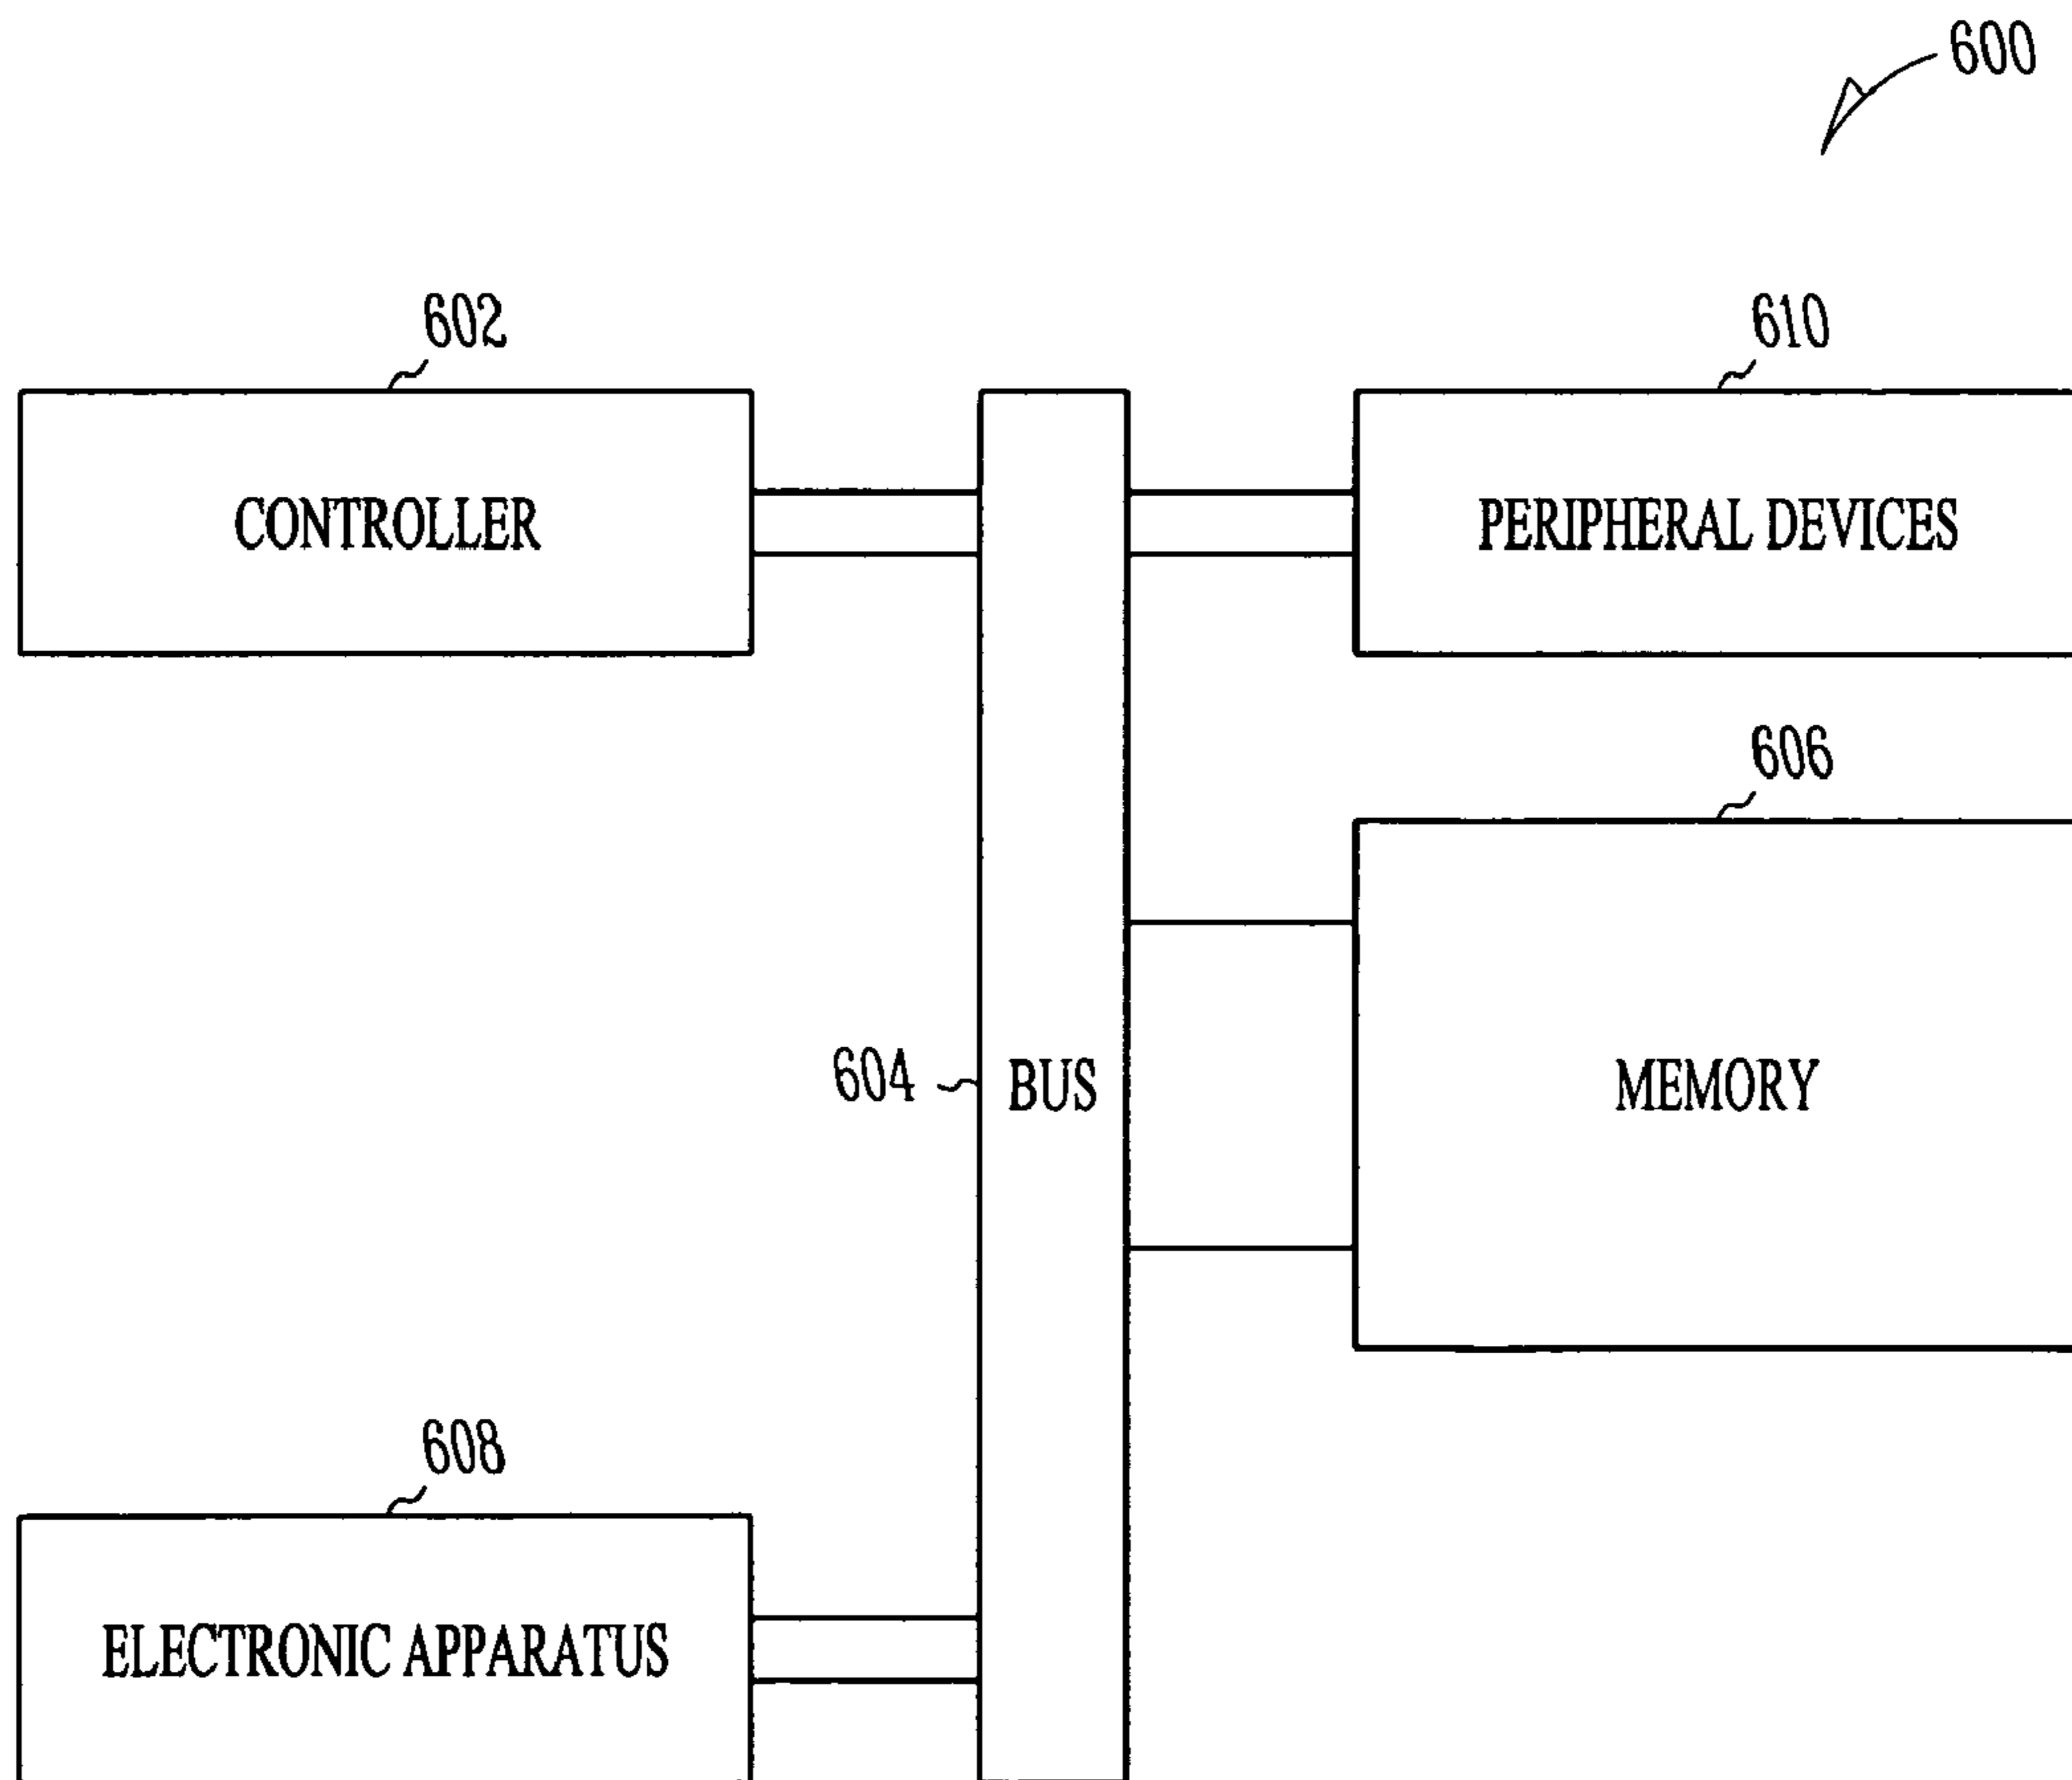 600
602
610
CONTROLLER
PERIPHERAL DEVICES
606
604
BUS
MEMORY
608
ELECTRONIC APPARATUS